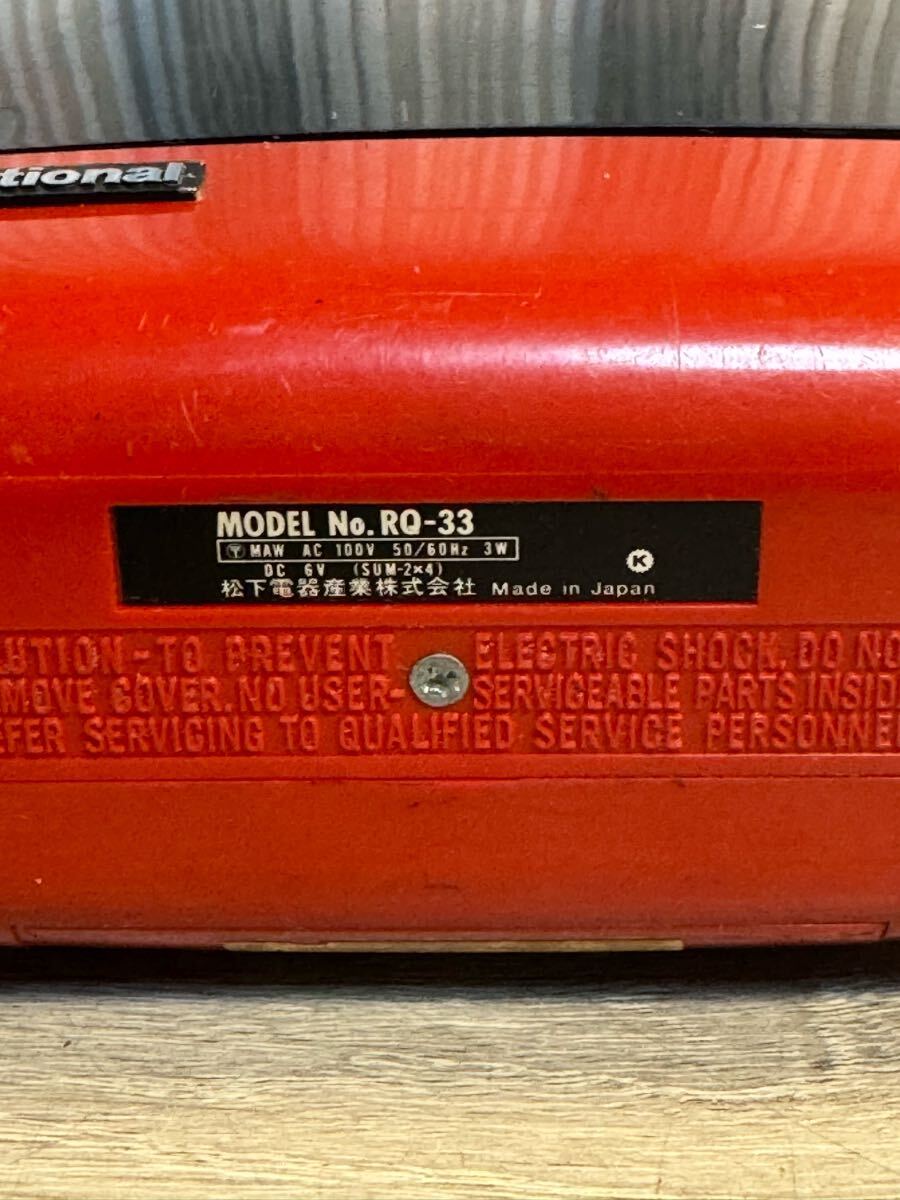 tional
MODEL No. RQ-33
Ⓣ MAW AC 100V 50/60Hz 3W
DC 6V (SUM-2×4)
Ⓚ
松下電器産業株式会社 Made in Japan
AUTION-TO PREVENT ELECTRIC SHOCK, DO NO
MOVE COVER. NO USER-SERVICEABLE PARTS INSID
EFER SERVICING TO QUALIFIED SERVICE PERSONNE